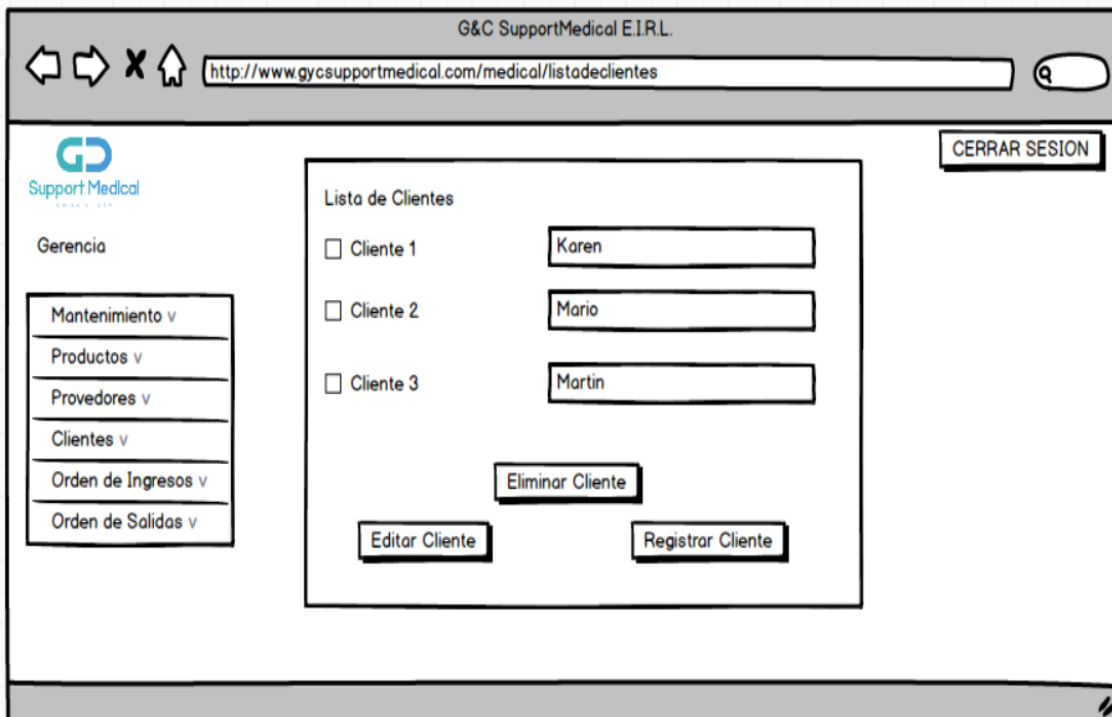 G&C SupportMedical E.I.R.L.
http://www.gycsupportmedical.com/medical/listadeclientes
CERRAR SESION
Support Medical
Gerencia
Mantenimiento v
Productos v
Provedores v
Clientes v
Orden de Ingresos v
Orden de Salidas v
Lista de Clientes
Cliente 1 Karen
Cliente 2 Mario
Cliente 3 Martin
Eliminar Cliente
Editar Cliente Registrar Cliente